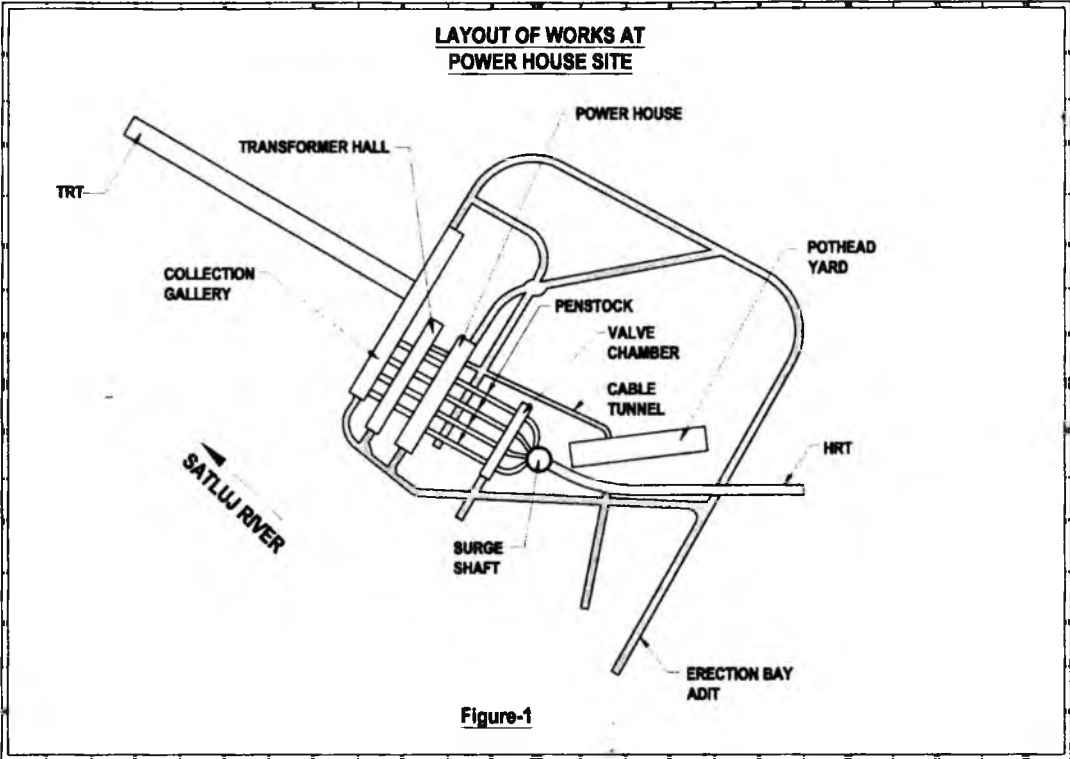 LAYOUT OF WORKS AT
POWER HOUSE SITE
POWER HOUSE
TRANSFORMER HALL
TRT
COLLECTION
GALLERY
POTHEAD
YARD
PENSTOCK
VALVE
CHAMBER
CABLE
TUNNEL
HRT
SATLUJ RIVER
SURGE
SHAFT
ERECTION BAY
ADIT
Figure-1